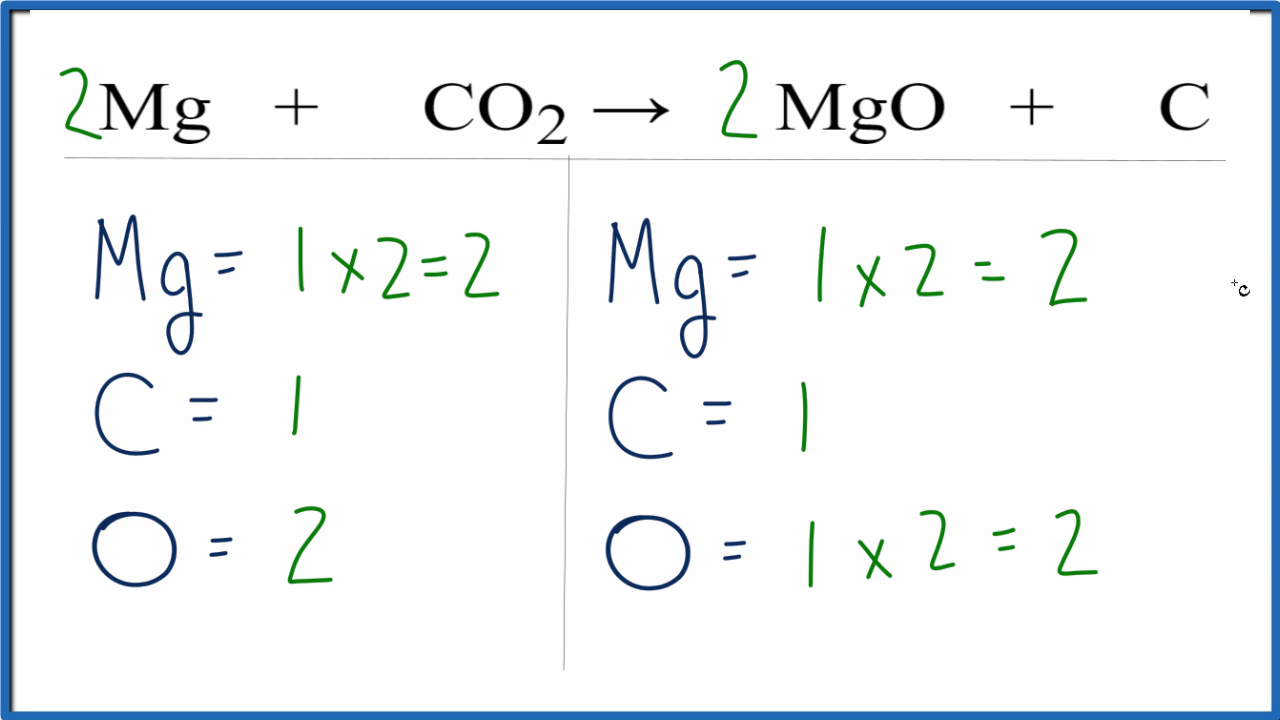 2Mg + CO₂ → 2 MgO + C
Mg = 1 x 2 = 2
Mg = 1 x 2 = 2
C = 1
C = 1
O = 2
O = 1 x 2 = 2